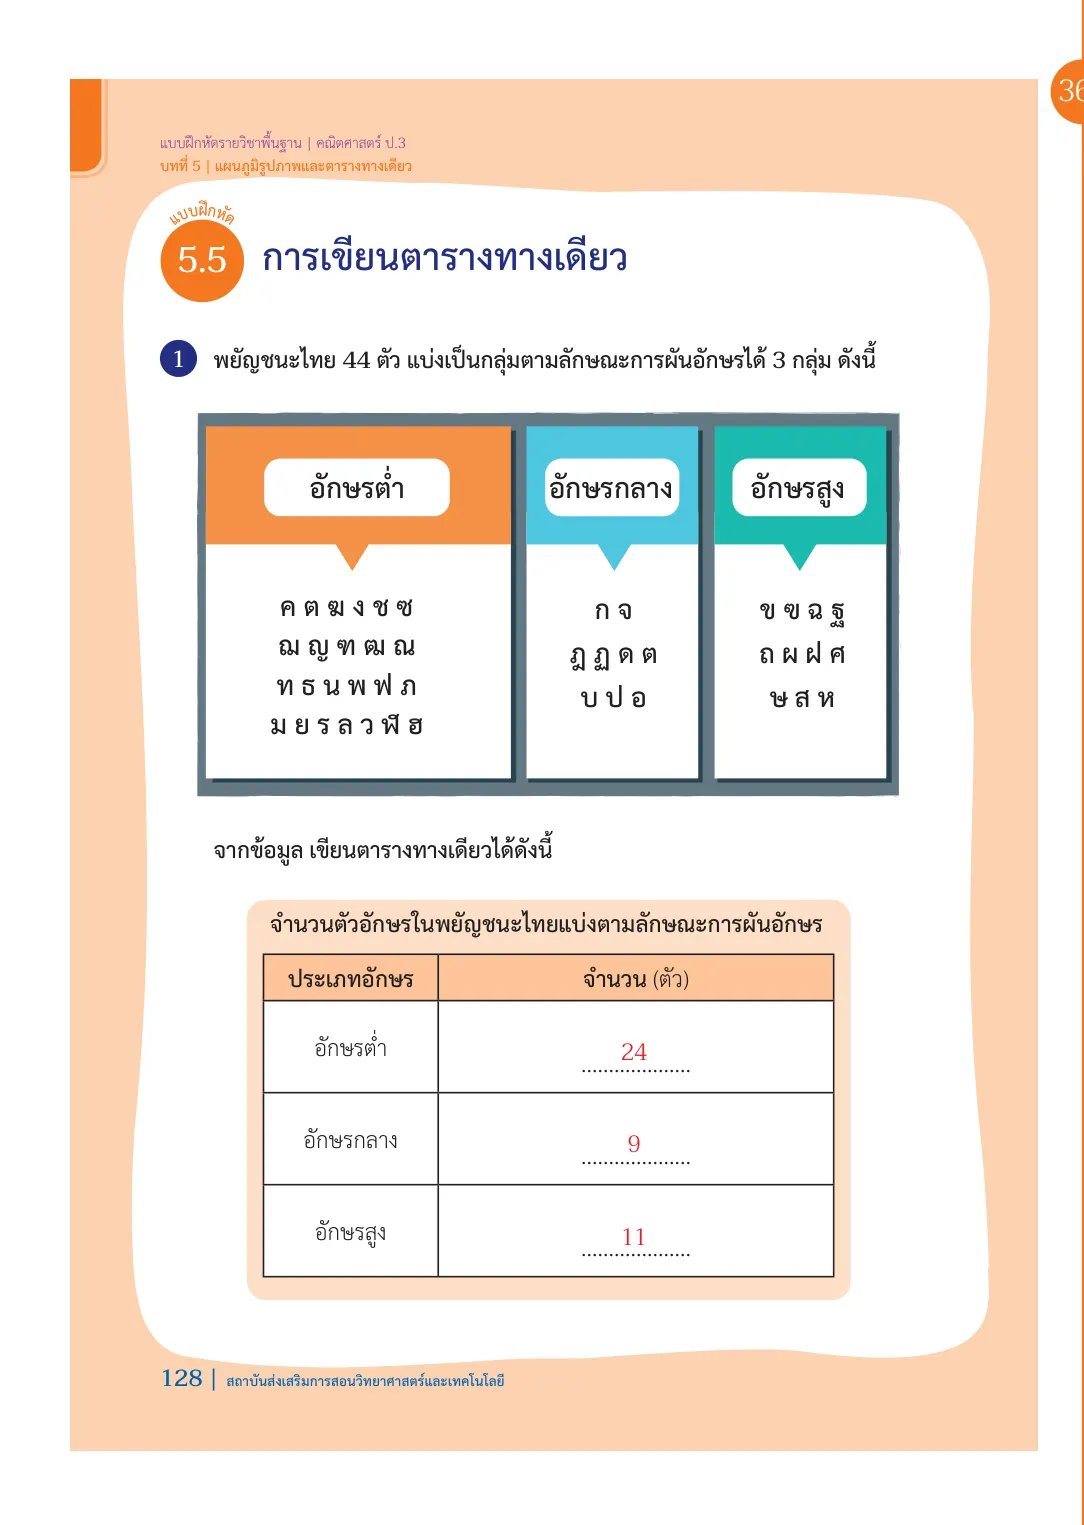 36
แบบฝึกหัดรายวิชาพื้นฐาน | คณิตศาสตร์ ป.3
บทที่ 5 | แผนภูมิรูปภาพและตารางทางเดียว
แบบฝึกหัด
5.5 การเขียนตารางทางเดียว
1 พยัญชนะไทย 44 ตัว แบ่งเป็นกลุ่มตามลักษณะการผันอักษรได้ 3 กลุ่ม ดังนี้
อักษรต่ำ
ค ต ฆ ง ช ซ
ฌ ญ ฑ ฒ ณ
ท ธ น พ ฟ ภ
ม ย ร ล ว ฬ ฮ
อักษรกลาง
ก จ
ฎ ฏ ด ต
บ ป อ
อักษรสูง
ข ฃ ฉ ฐ
ถ ผ ฝ ศ
ษ ส ห
จากข้อมูล เขียนตารางทางเดียวได้ดังนี้
จำนวนตัวอักษรในพยัญชนะไทยแบ่งตามลักษณะการผันอักษร
ประเภทอักษร จำนวน (ตัว)
อักษรต่ำ 24
อักษรกลาง 9
อักษรสูง 11
128 | สถาบันส่งเสริมการสอนวิทยาศาสตร์และเทคโนโลยี